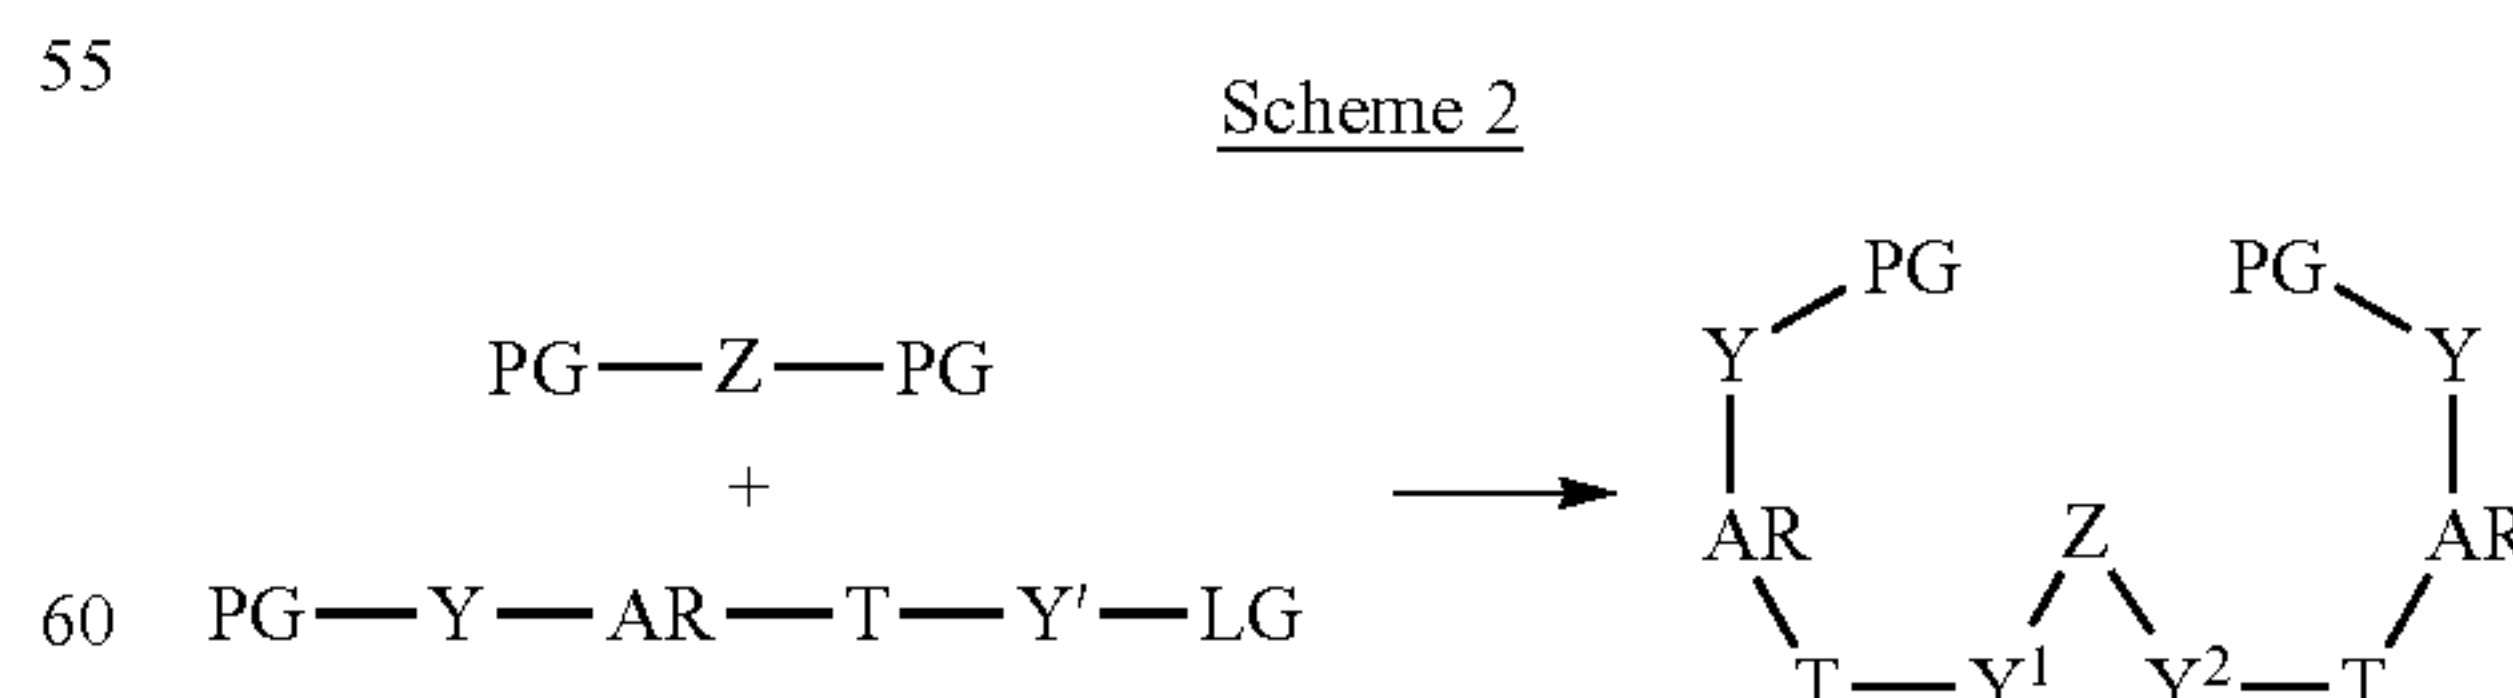 55
Scheme 2
PG PG
Y Y
PG—Z—PG
+
AR Z AR
60 PG—Y—AR—T—Y'—LG
T—Y¹ Y²—T